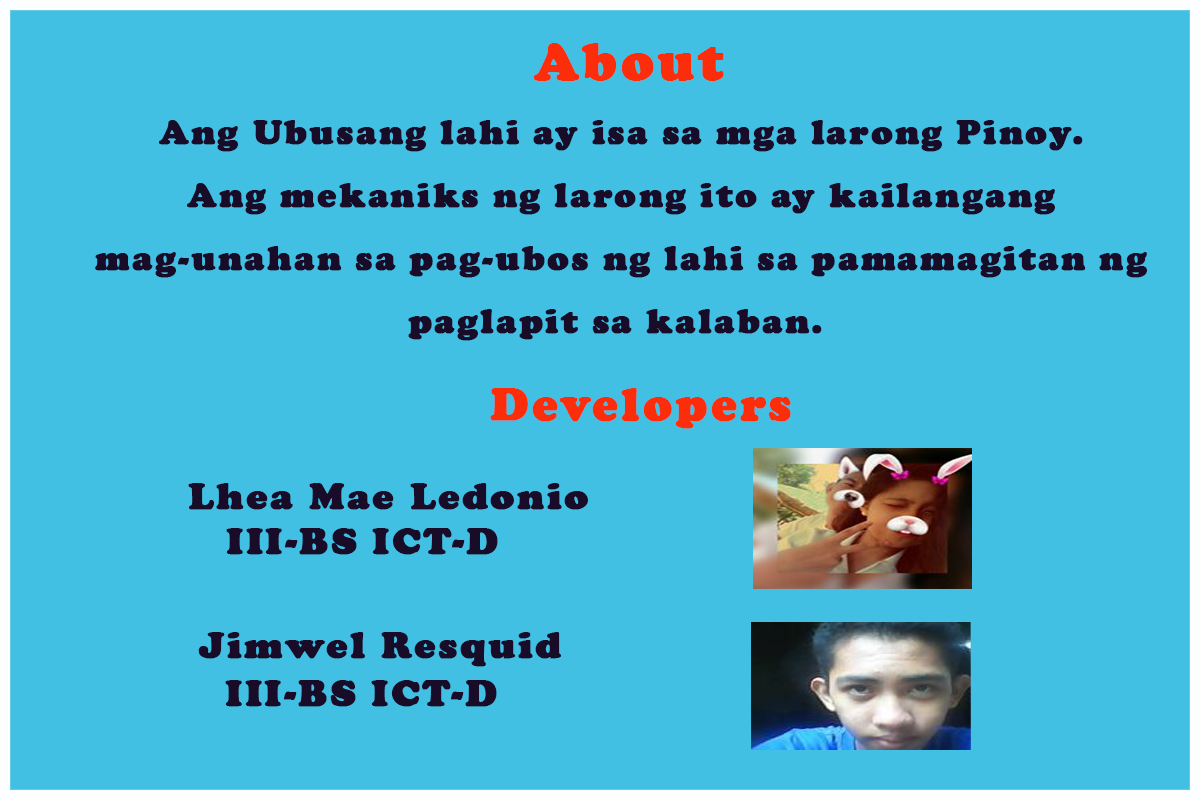 About
Ang Ubusang lahi ay isa sa mga larong Pinoy.
Ang mekaniks ng larong ito ay kailangang
mag-unahan sa pag-ubos ng lahi sa pamamagitan ng
paglapit sa kalaban.
Developers
Lhea Mae Ledonio
III-BS ICT-D
Jimwel Resquid
III-BS ICT-D